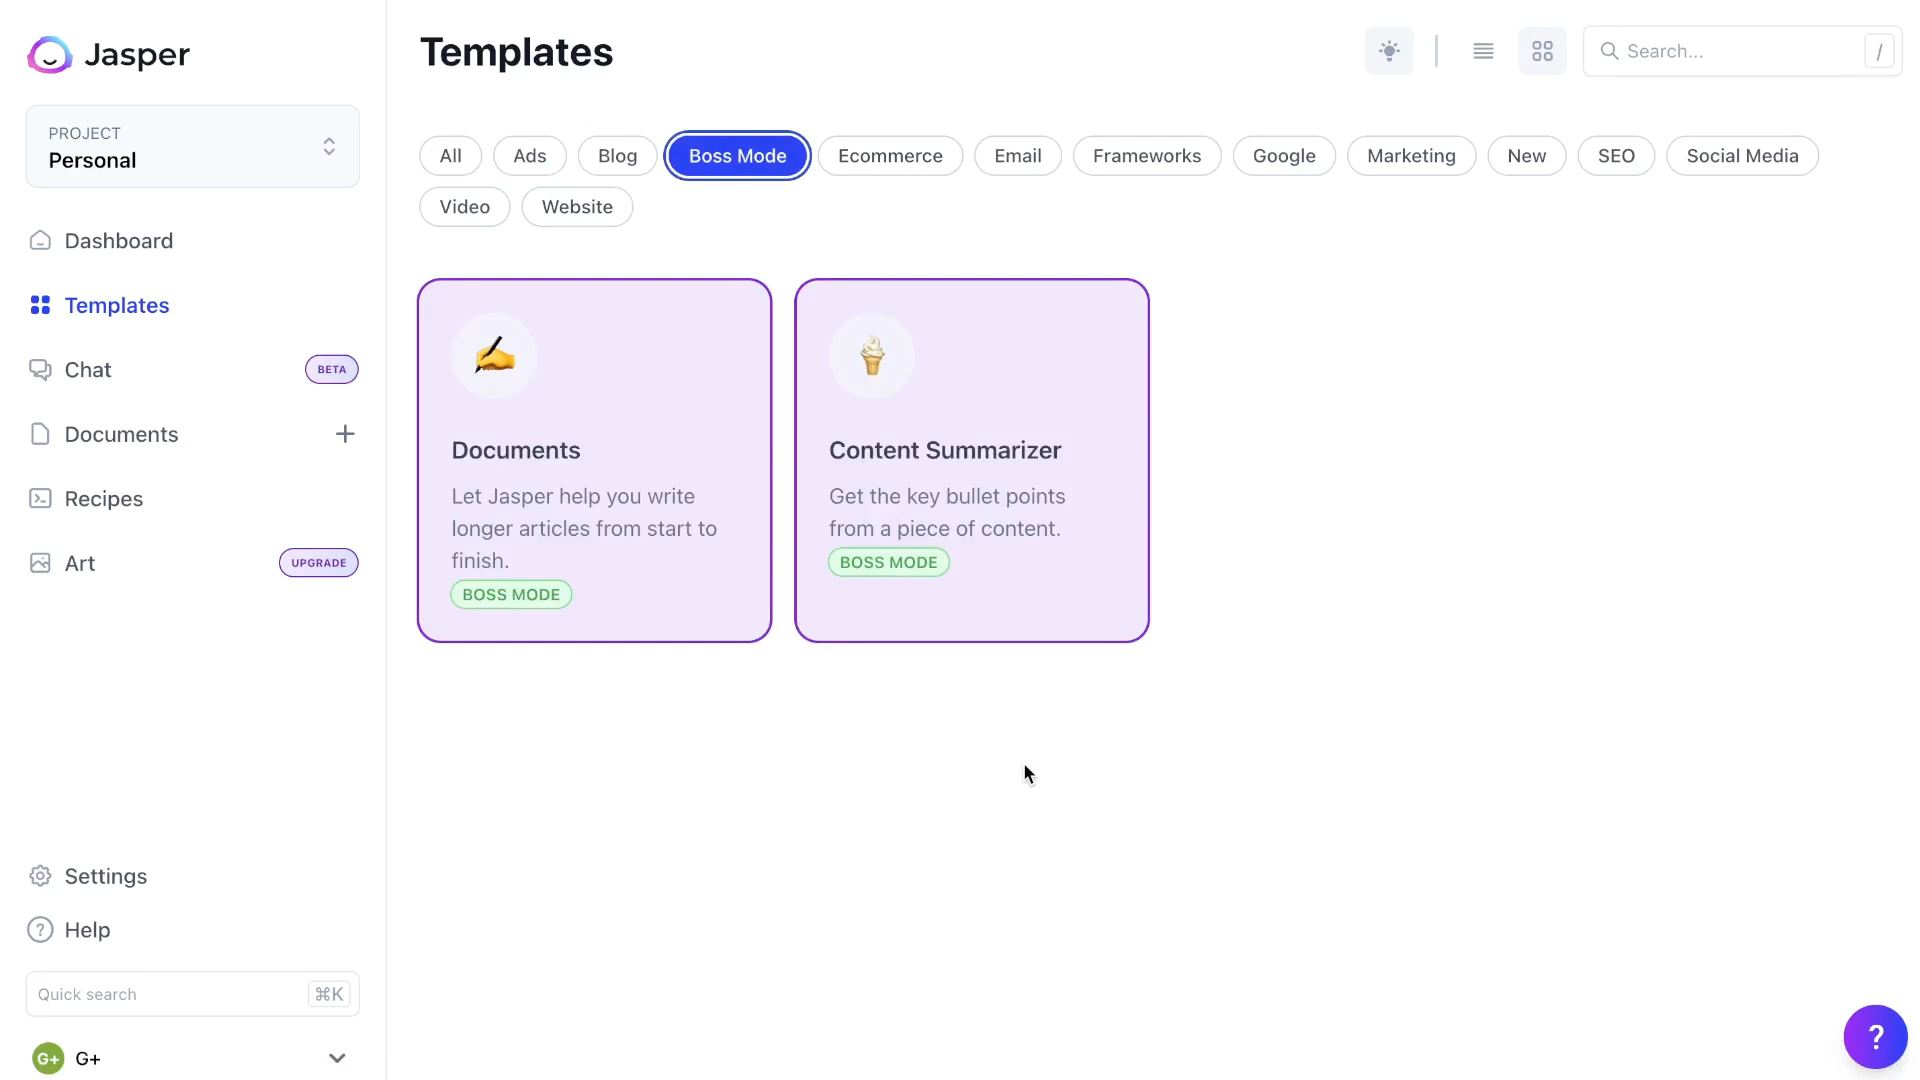 Jasper
PROJECT
Personal
Dashboard
Templates
Chat BETA
Documents
Recipes
Art UPGRADE
Settings
Help
Quick search ⌘K
G+ G+
Templates
Search... /
All Ads Blog Boss Mode Ecommerce Email Frameworks Google Marketing New SEO Social Media
Video Website
Documents
Let Jasper help you write
longer articles from start to
finish.
BOSS MODE
Content Summarizer
Get the key bullet points
from a piece of content.
BOSS MODE
?